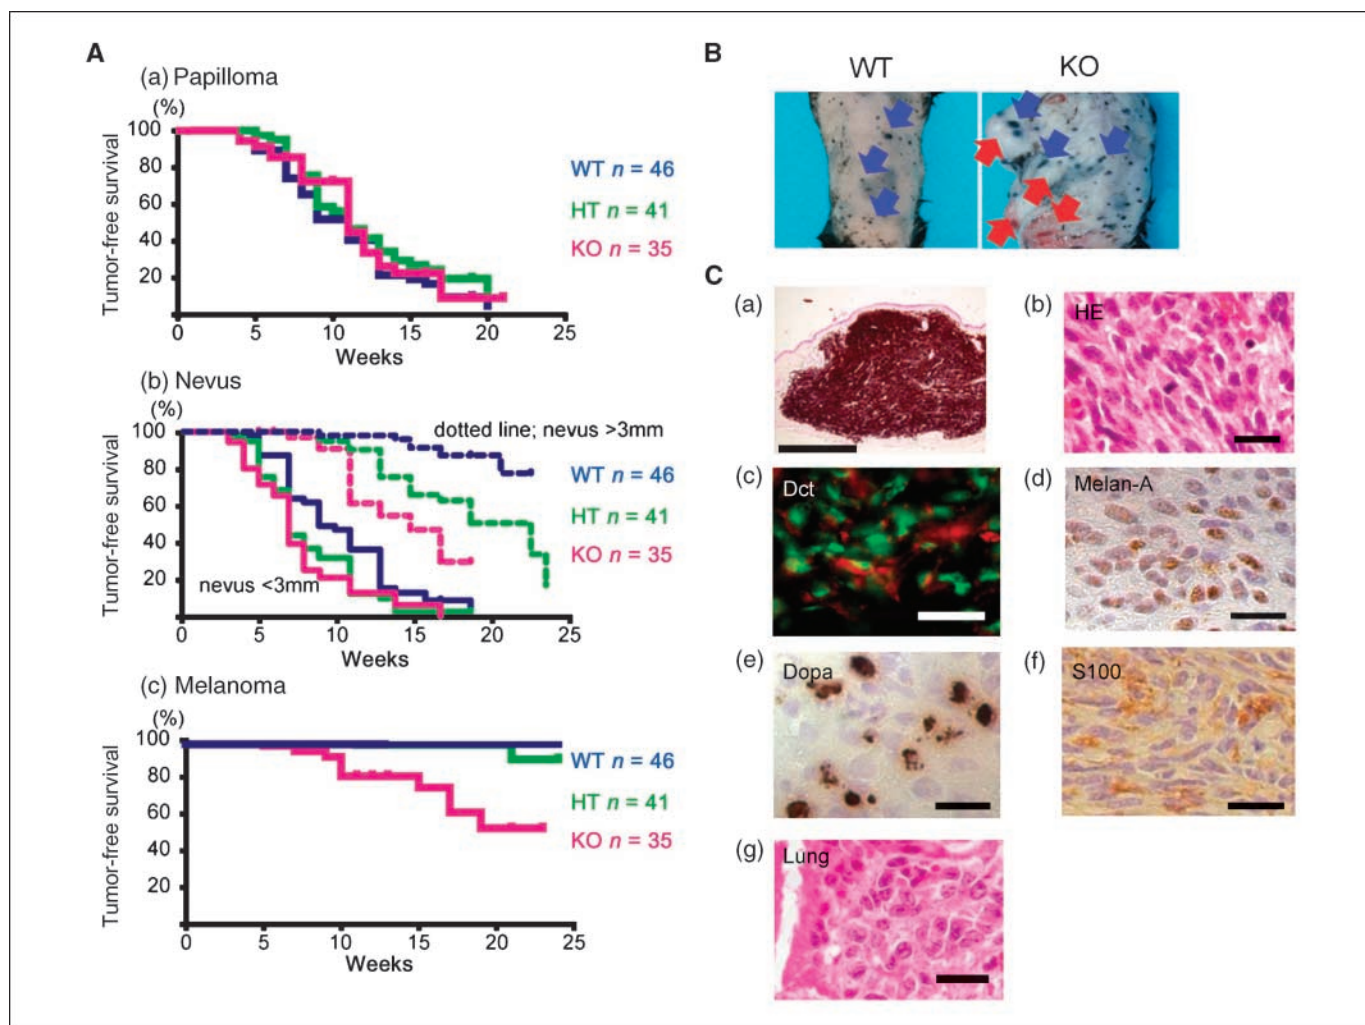 A
(a) Papilloma
(%)
100
80
60
40
20
Tumor-free survival
0 5 10 15 20 25
Weeks
WT n = 46
HT n = 41
KO n = 35
(b) Nevus
(%)
100
80
60
40
20
Tumor-free survival
dotted line; nevus >3mm
nevus <3mm
0 5 10 15 20 25
Weeks
WT n = 46
HT n = 41
KO n = 35
(c) Melanoma
(%)
100
80
60
40
20
Tumor-free survival
0 5 10 15 20 25
Weeks
WT n = 46
HT n = 41
KO n = 35
B
WT KO
C
(a)
(b) HE
(c) Dct
(d) Melan-A
(e) Dopa
(f) S100
(g) Lung